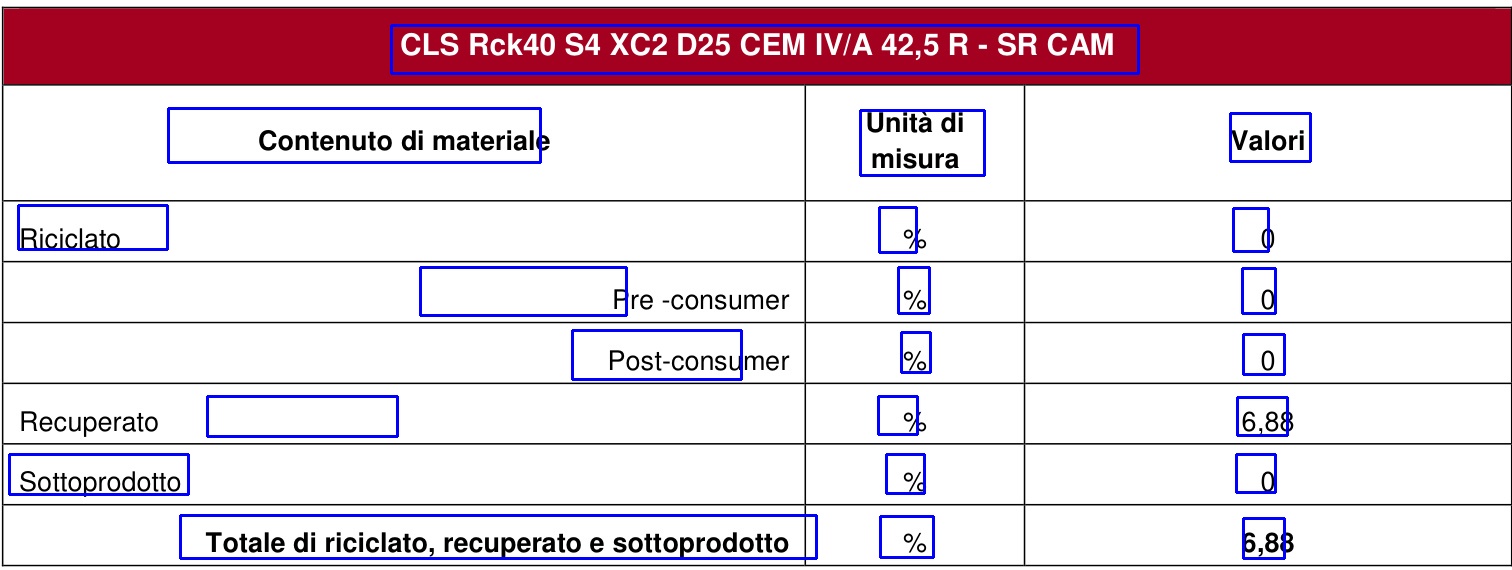 CLS Rck40 S4 XC2 D25 CEM IV/A 42,5 R - SR CAM
Contenuto di materiale Unità di misura Valori
Riciclato % 0
Pre -consumer % 0
Post-consumer % 0
Recuperato % 6,88
Sottoprodotto % 0
Totale di riciclato, recuperato e sottoprodotto % 6,88